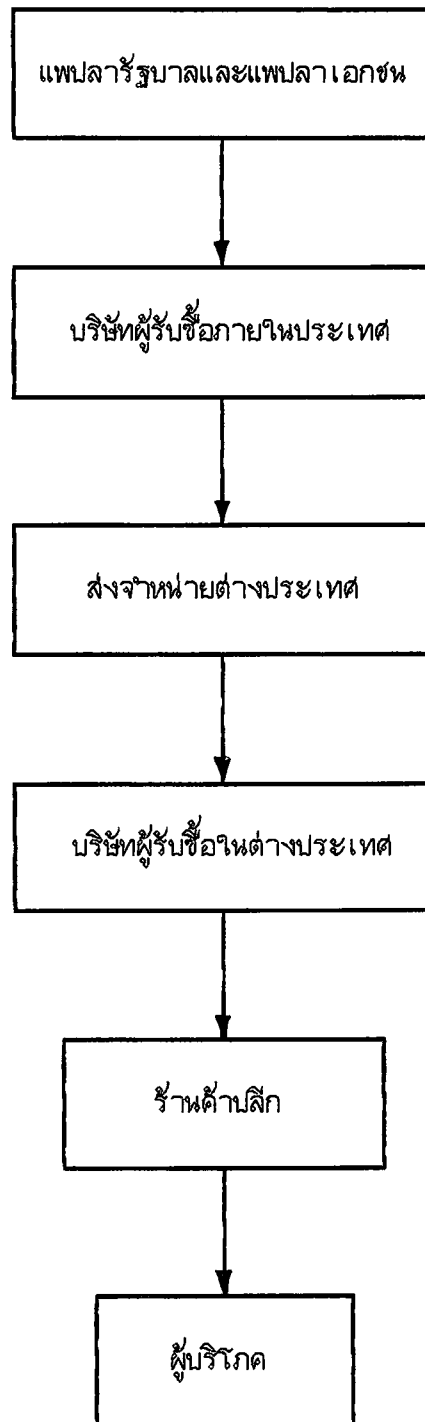 แพปลารัฐบาลและแพปลาเอกชน
บริษัทผู้รับซื้อภายในประเทศ
ส่งจำหน่ายต่างประเทศ
บริษัทผู้รับซื้อในต่างประเทศ
ร้านค้าปลีก
ผู้บริโภค